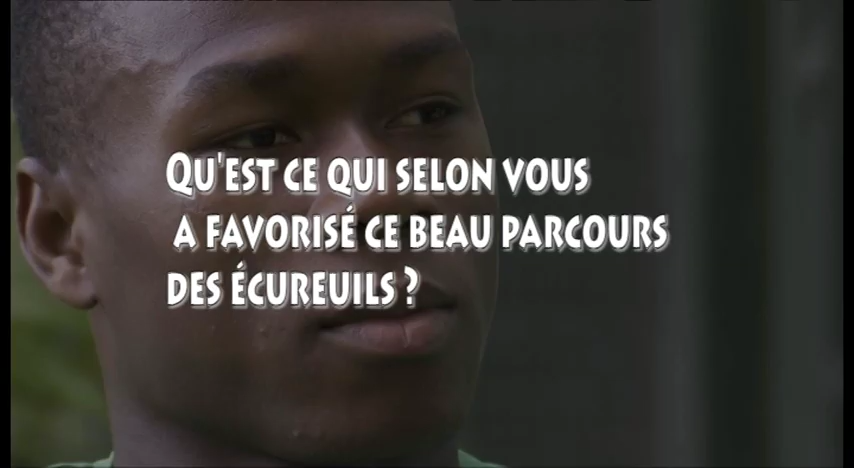 Qu'est ce qui selon vous
a favorisé ce beau parcours
des écureuils ?